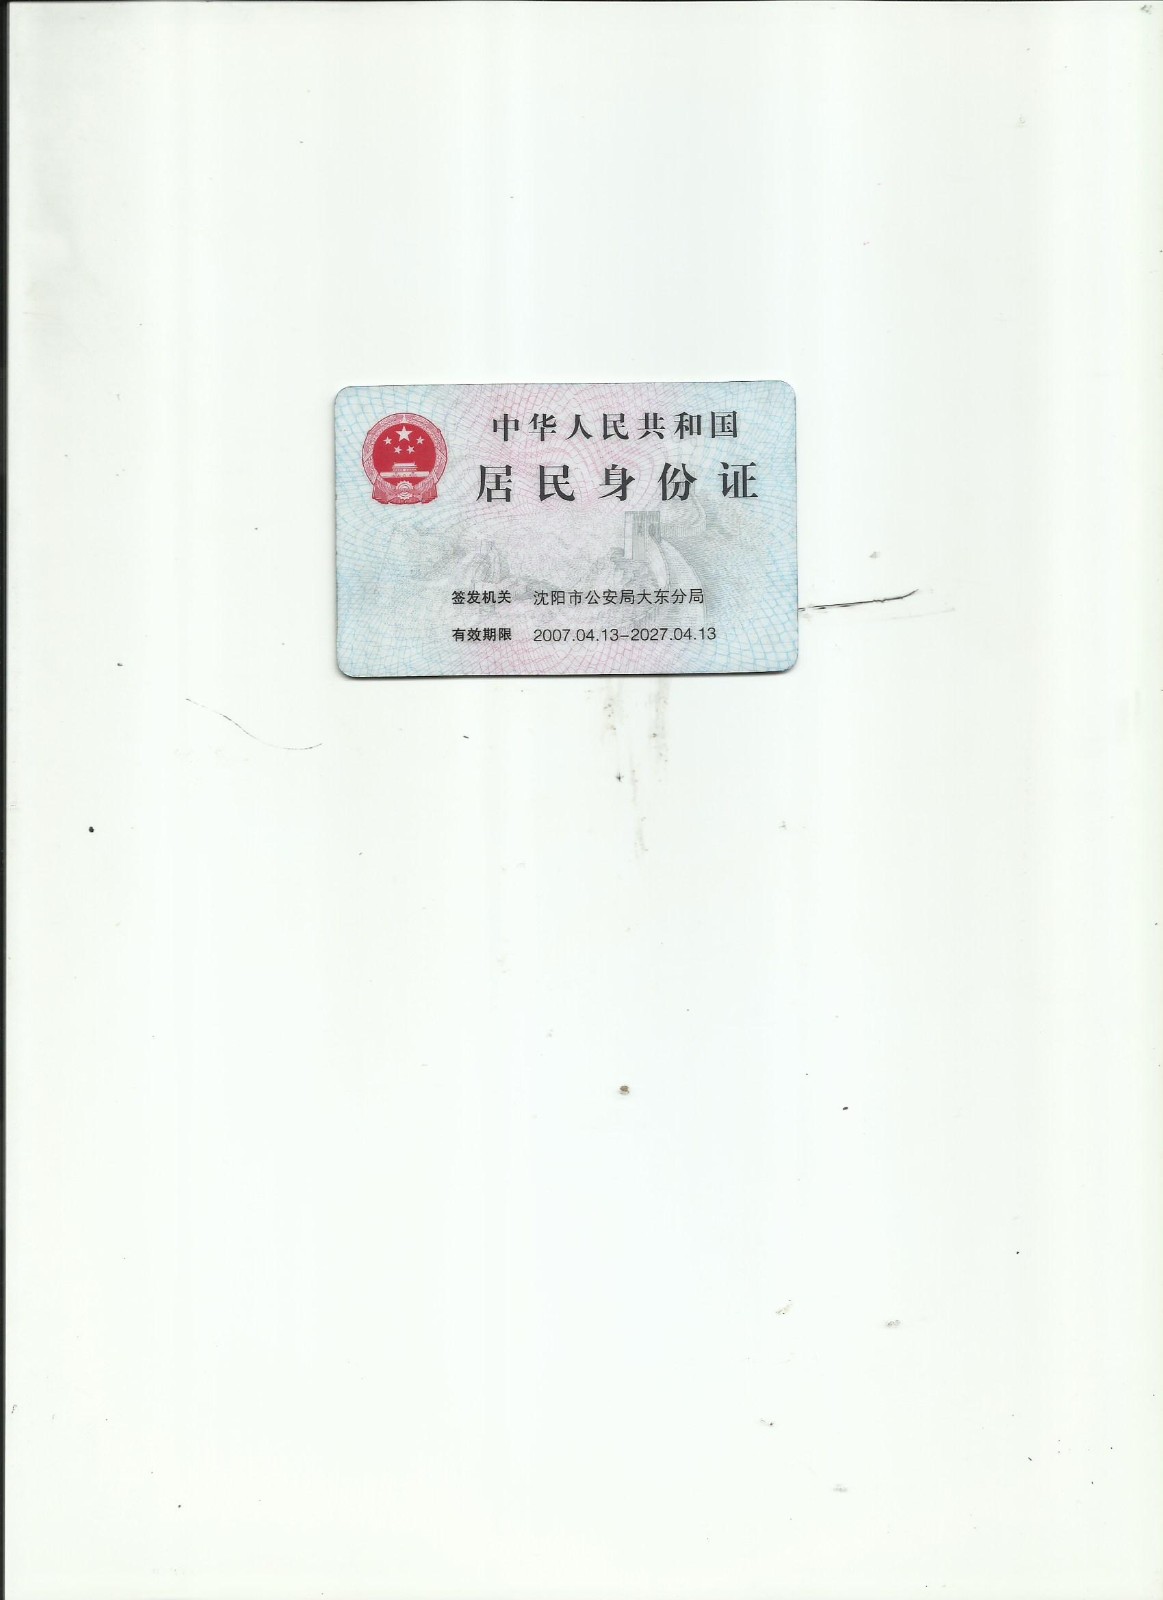 中华人民共和国
居民身份证
签发机关 沈阳市公安局大东分局
有效期限 2007.04.13-2027.04.13